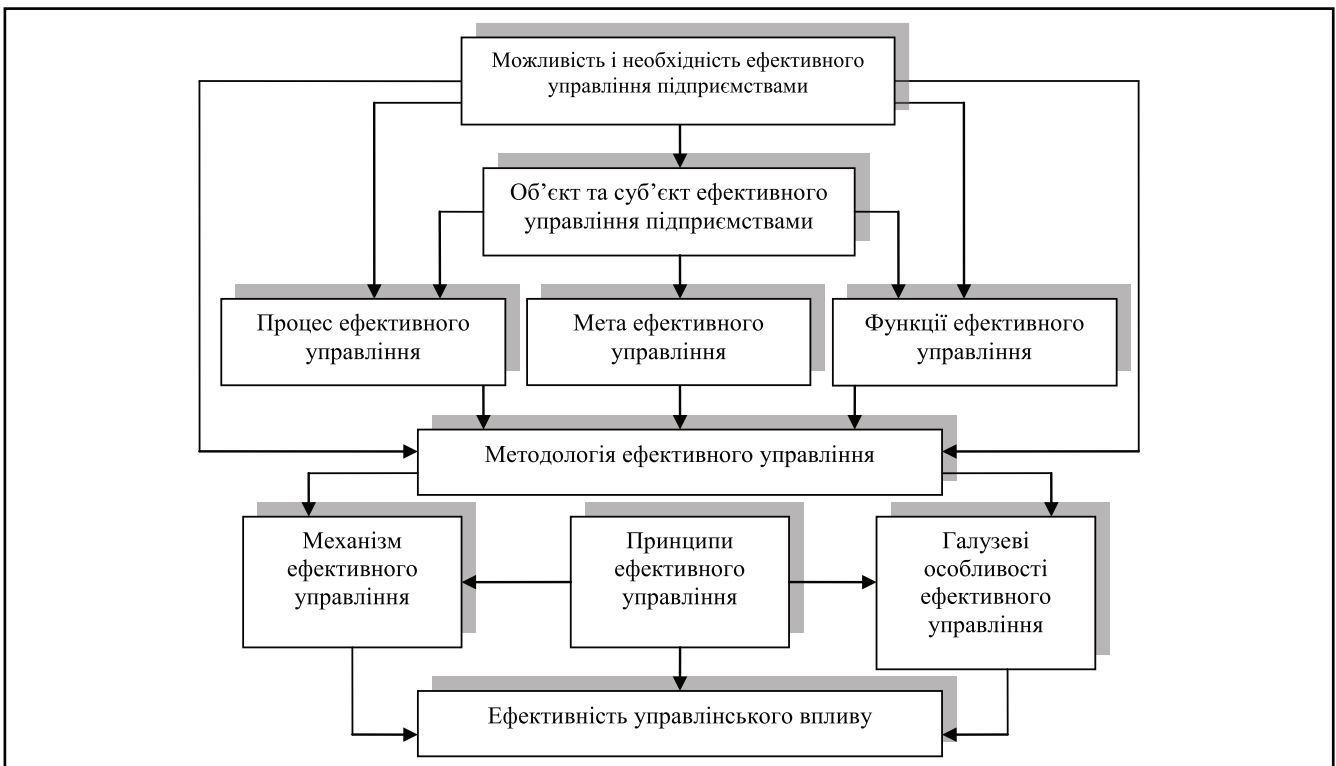 Можливість і необхідність ефективного
управління підприємствами
Об’єкт та суб’єкт ефективного
управління підприємствами
Процес ефективного
управління
Мета ефективного
управління
Функції ефективного
управління
Методологія ефективного управління
Механізм
ефективного
управління
Принципи
ефективного
управління
Галузеві
особливості
ефективного
управління
Ефективність управлінського впливу